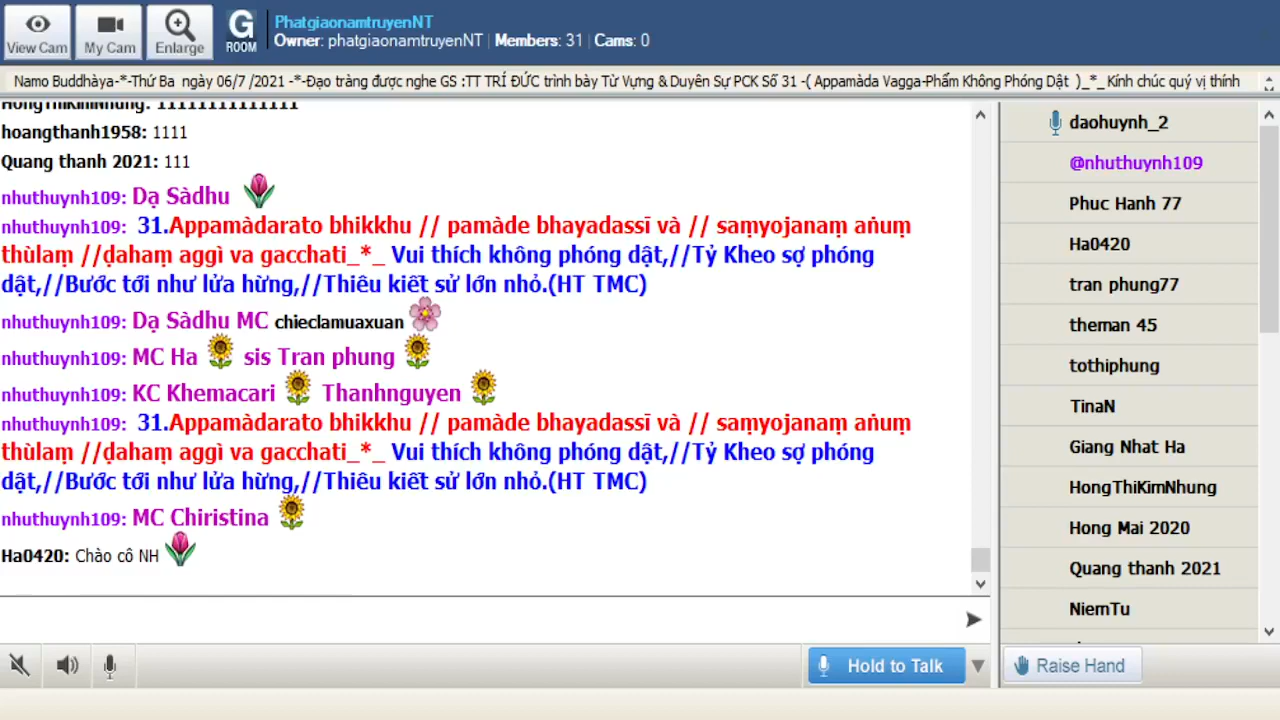 View Cam
My Cam
Enlarge
G
ROOM
PhatgiaonamtruyenNT
Owner: phatgiaonamtruyenNT | Members: 31 | Cams: 0
Namo Buddhàya-*-Thứ Ba ngày 06/7 /2021 -*-Đạo tràng được nghe GS :TT TRÍ ĐỨC trình bày Từ Vựng & Duyên Sự PCK Số 31 -( Appamàda Vagga-Phẩm Không Phóng Dật )_*_ Kính chúc quý vị thính
HongThiKimNhung: 1111111111111
hoangthanh1958: 1111
Quang thanh 2021: 111
nhuthuynh109: Dạ Sàdhu
nhuthuynh109: 31.Appamàdarato bhikkhu // pamàde bhayadassī và // saṃyojanaṃ aṅuṃ
thùlaṃ //ḍahaṃ aggì va gacchati_*_ Vui thích không phóng dật,//Tỷ Kheo sợ phóng
dật,//Bước tới như lửa hừng,//Thiêu kiết sử lớn nhỏ.(HT TMC)
nhuthuynh109: Dạ Sàdhu MC chieclamuaxuan
nhuthuynh109: MC Ha sis Tran phung
nhuthuynh109: KC Khemacari Thanhnguyen
nhuthuynh109: 31.Appamàdarato bhikkhu // pamàde bhayadassī và // saṃyojanaṃ aṅuṃ
thùlaṃ //ḍahaṃ aggì va gacchati_*_ Vui thích không phóng dật,//Tỷ Kheo sợ phóng
dật,//Bước tới như lửa hừng,//Thiêu kiết sử lớn nhỏ.(HT TMC)
nhuthuynh109: MC Chiristina
Ha0420: Chào cô NH
Hold to Talk
daohuynh_2
@nhuthuynh109
Phuc Hanh 77
Ha0420
tran phung77
theman 45
tothiphung
TinaN
Giang Nhat Ha
HongThiKimNhung
Hong Mai 2020
Quang thanh 2021
NiemTu
Raise Hand